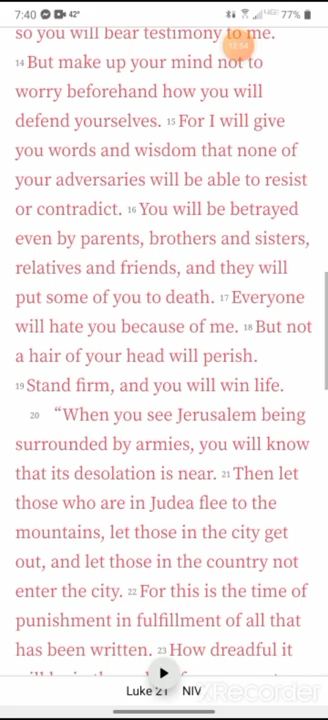 7:40 42° LTE 77%
so you will bear testimony to me.
13:54
14 But make up your mind not to
worry beforehand how you will
defend yourselves. 15 For I will give
you words and wisdom that none of
your adversaries will be able to resist
or contradict. 16 You will be betrayed
even by parents, brothers and sisters,
relatives and friends, and they will
put some of you to death. 17 Everyone
will hate you because of me. 18 But not
a hair of your head will perish.
19 Stand firm, and you will win life.
20 “When you see Jerusalem being
surrounded by armies, you will know
that its desolation is near. 21 Then let
those who are in Judea flee to the
mountains, let those in the city get
out, and let those in the country not
enter the city. 22 For this is the time of
punishment in fulfillment of all that
has been written. 23 How dreadful it
Luke 21 NIV
XRecorder